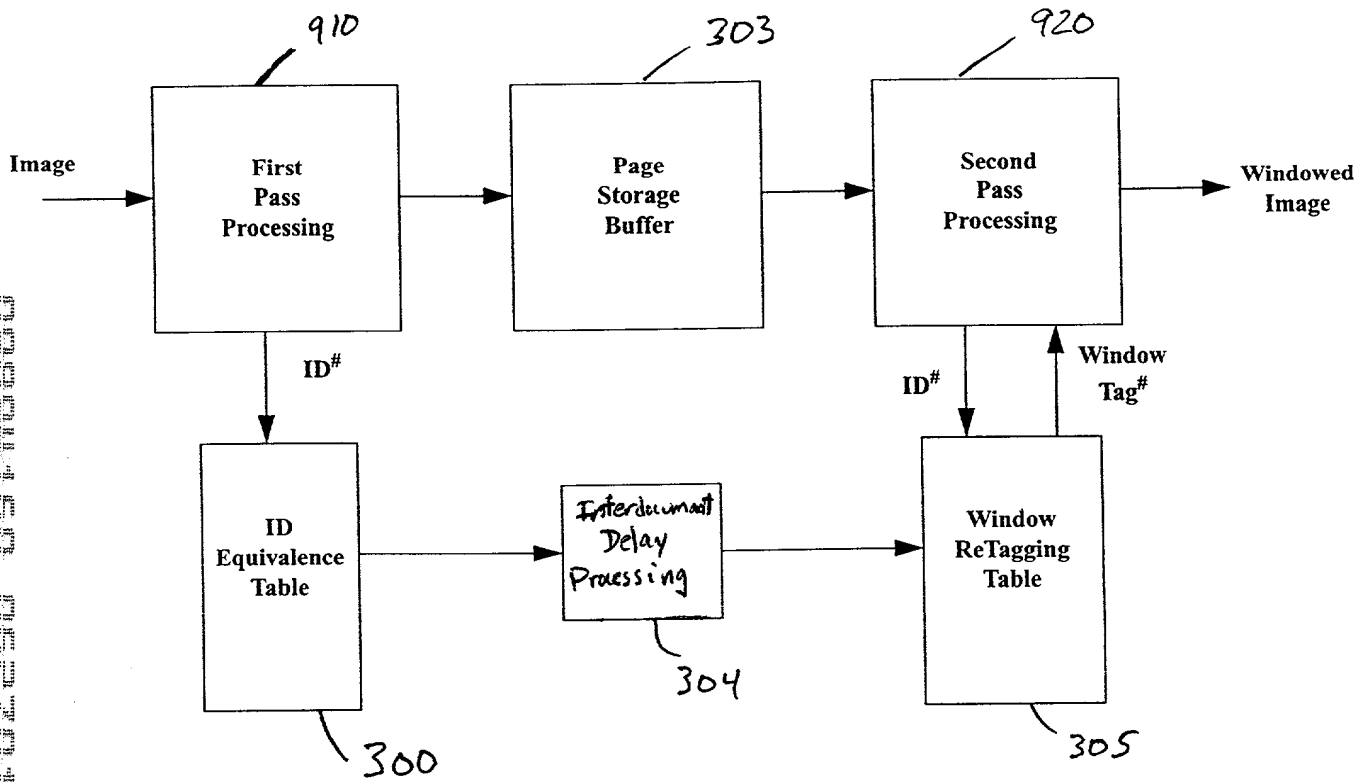 910
303
920
Image
First
Pass
Processing
Page
Storage
Buffer
Second
Pass
Processing
Windowed
Image
ID#
ID#
Window
Tag#
ID
Equivalence
Table
Interdocument
Delay
Processing
Window
ReTagging
Table
304
300
305